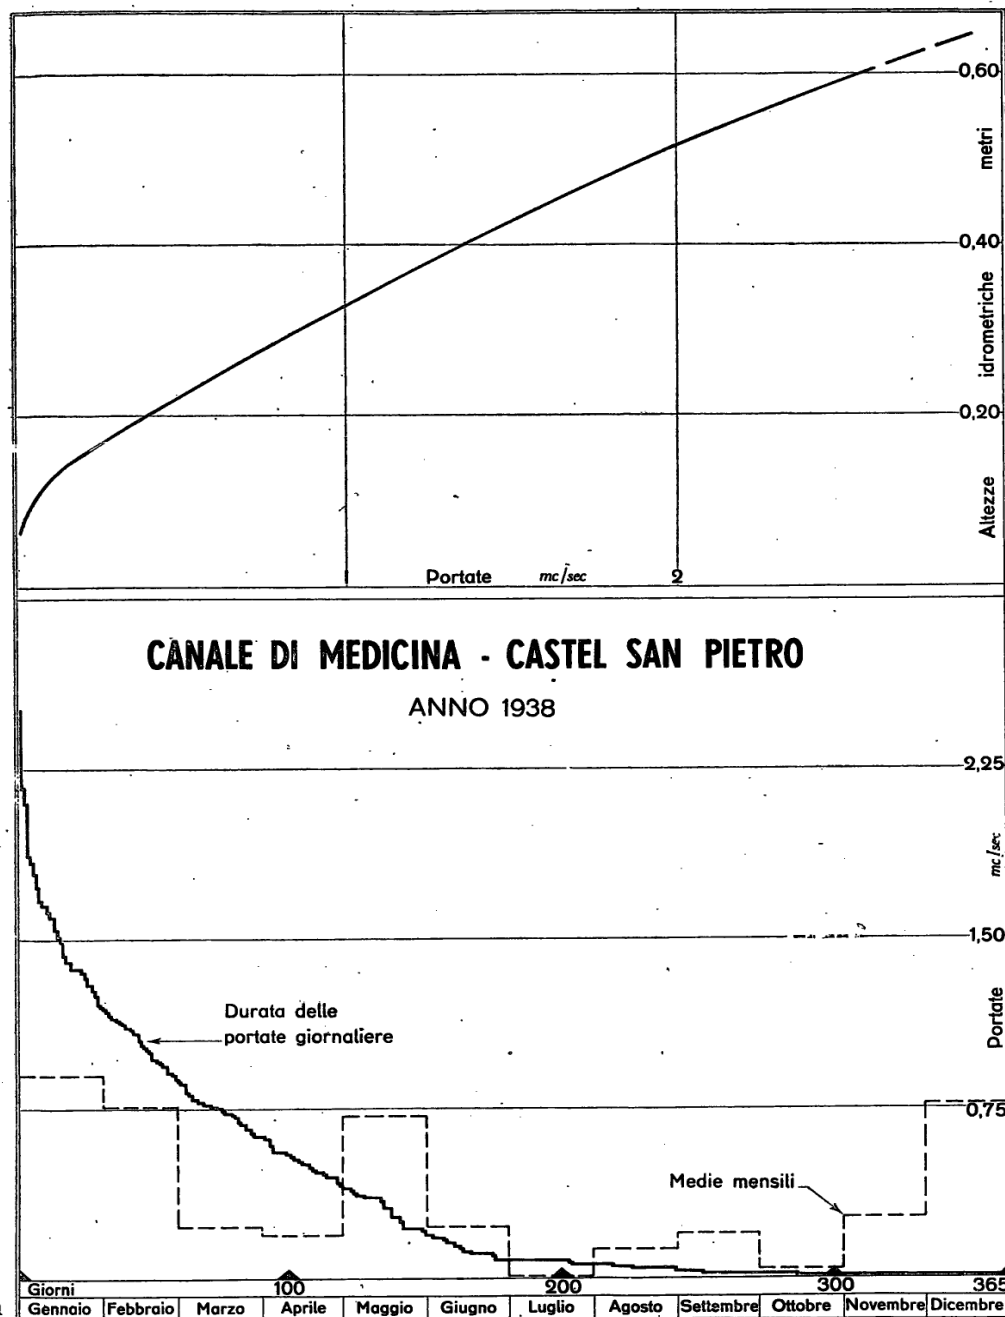 0,60
metri
0,40
idrometriche
0,20
Altezze
1 Portate mc/sec 2
CANALE DI MEDICINA - CASTEL SAN PIETRO
ANNO 1938
2,25
mc/sec
1,50
Portate
Durata delle
portate giornaliere
0,75
Medie mensili
Giorni 100 200 300 365
Gennaio Febbraio Marzo Aprile Maggio Giugno Luglio Agosto Settembre Ottobre Novembre Dicembre